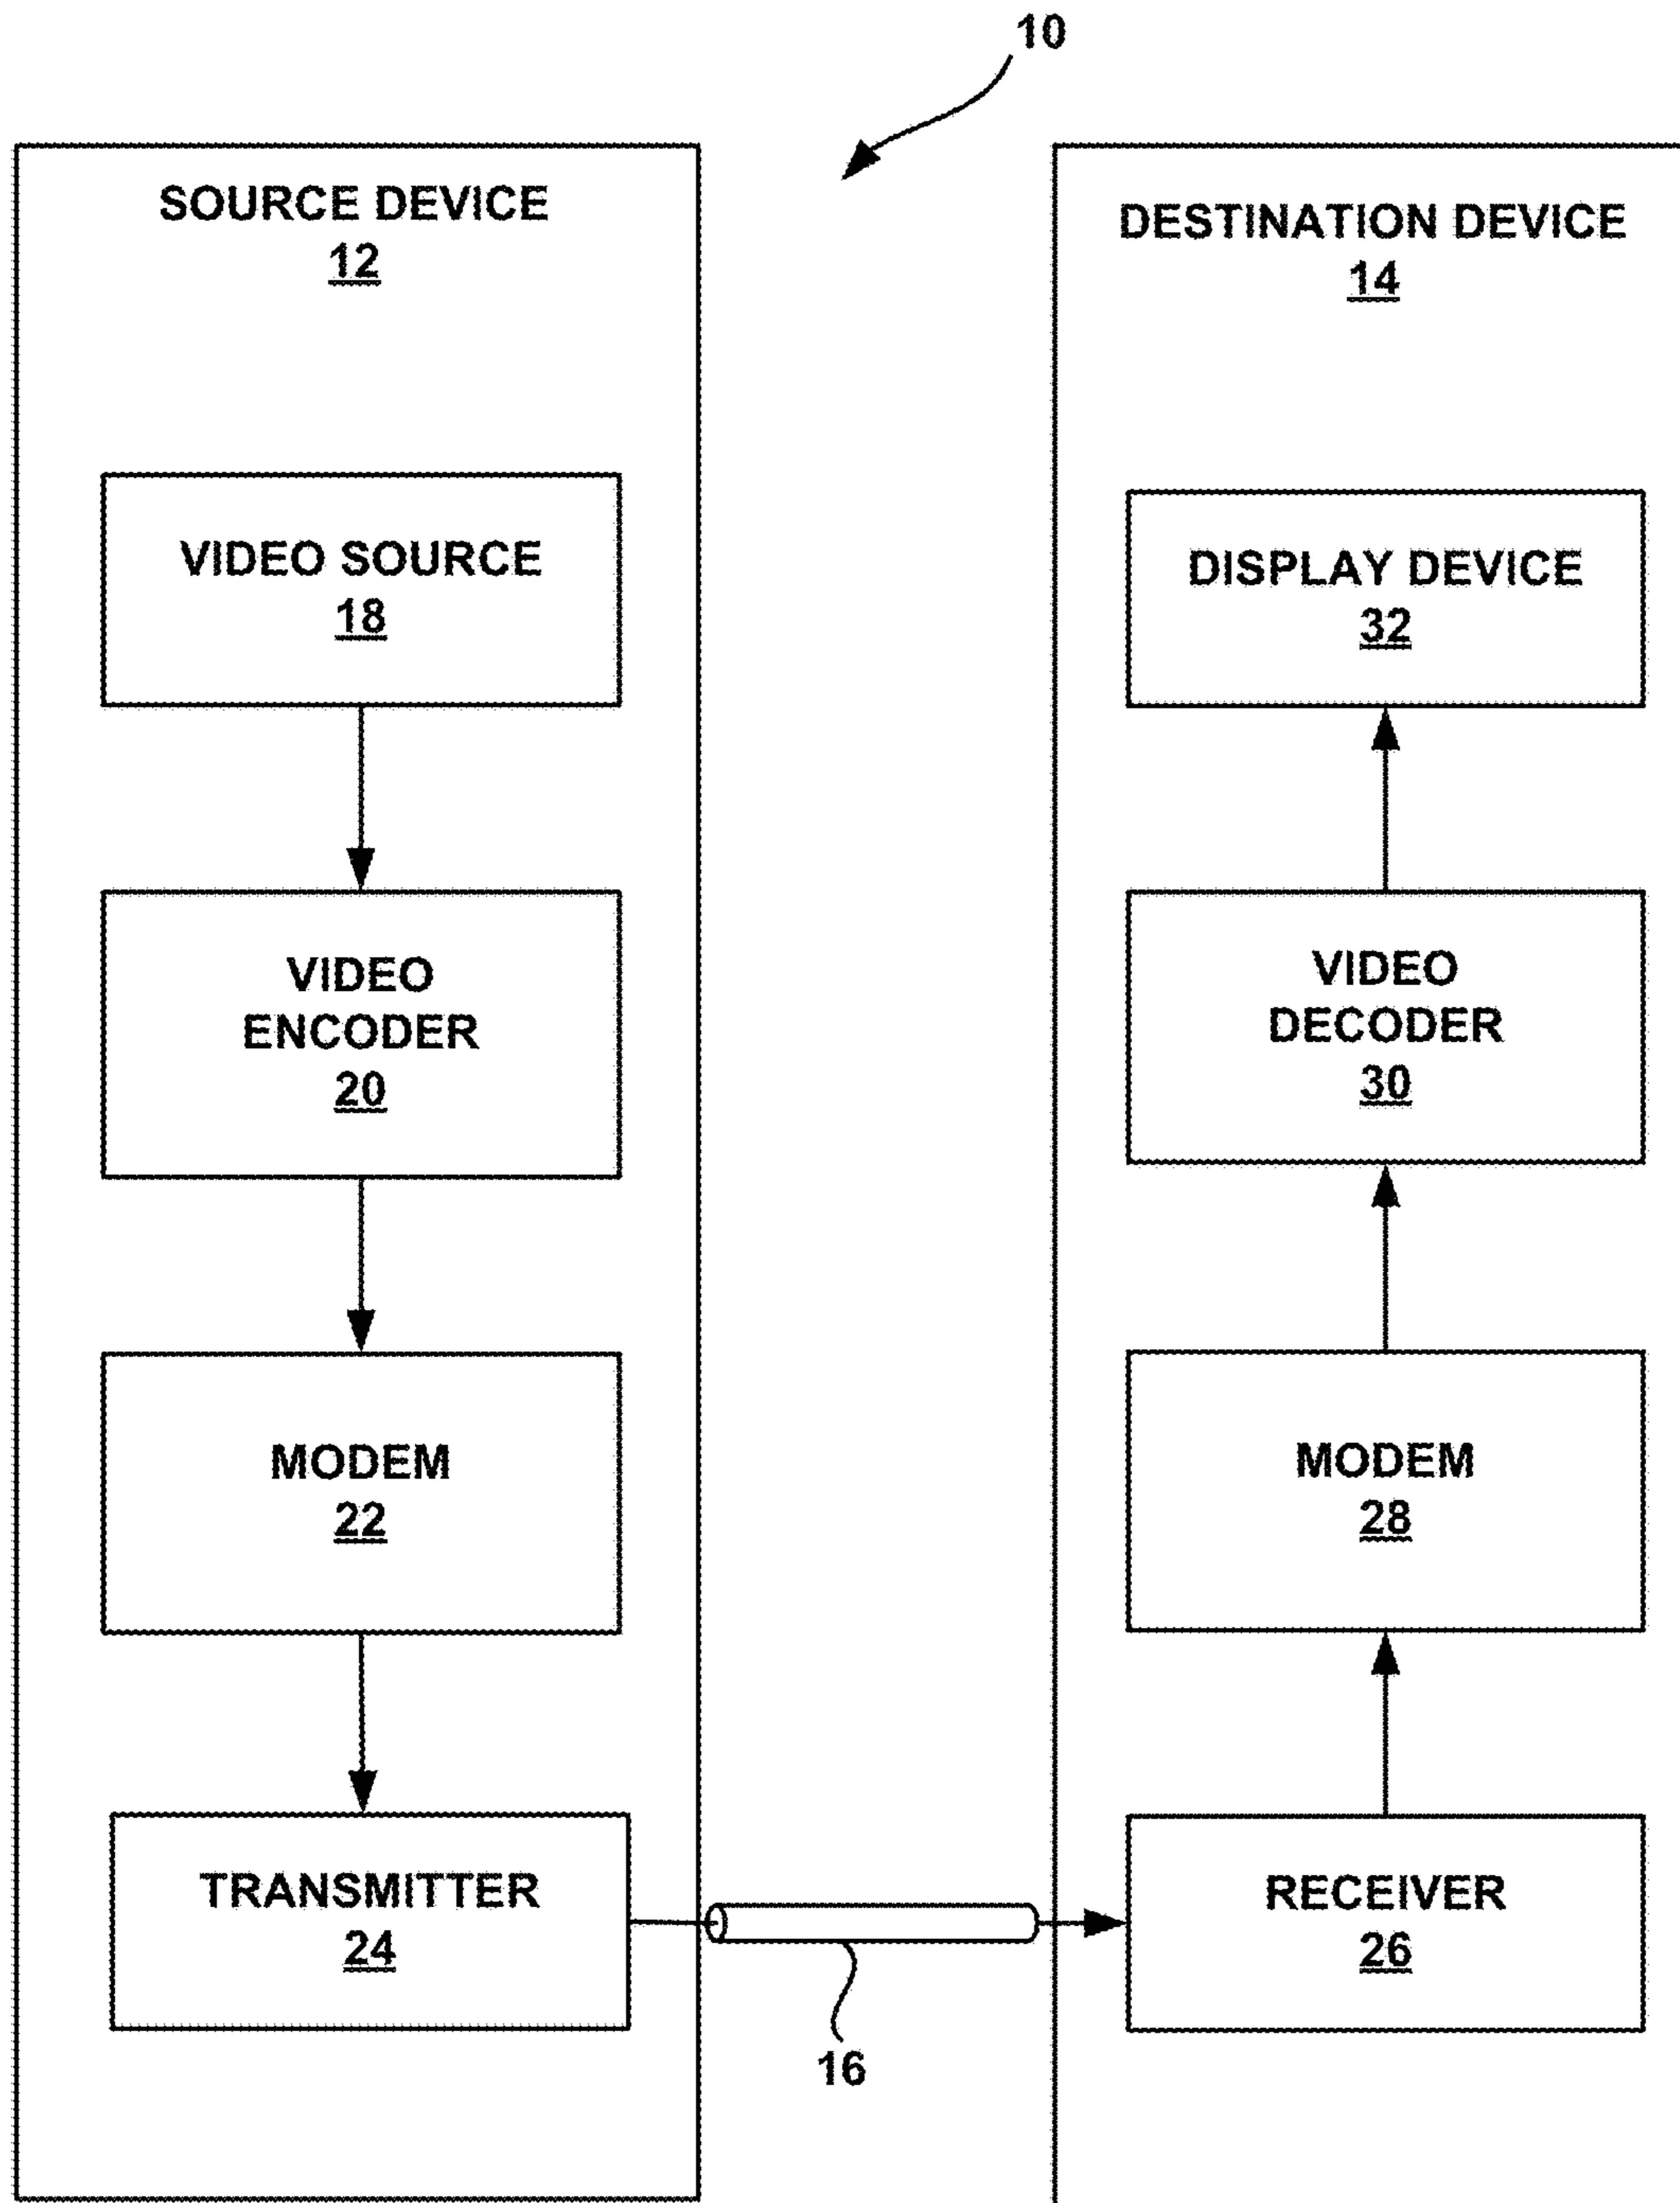 10
SOURCE DEVICE
12
VIDEO SOURCE
18
VIDEO
ENCODER
20
MODEM
22
TRANSMITTER
24
16
DESTINATION DEVICE
14
DISPLAY DEVICE
32
VIDEO
DECODER
30
MODEM
28
RECEIVER
26